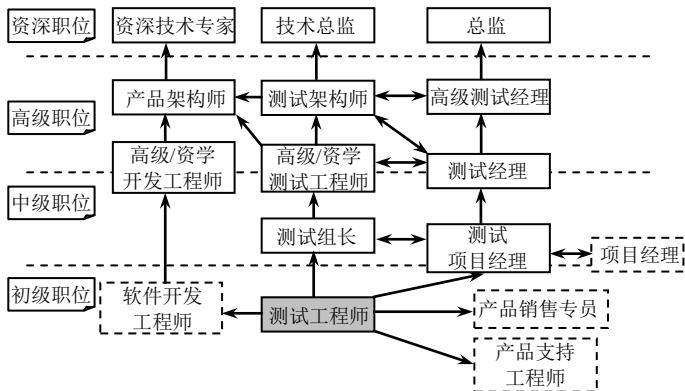 资深职位
资深技术专家
技术总监
总监
产品架构师
测试架构师
高级测试经理
高级职位
高级/资学
开发工程师
高级/资学
测试工程师
测试经理
中级职位
测试组长
测试
项目经理
项目经理
初级职位
软件开发
工程师
测试工程师
产品销售专员
产品支持
工程师